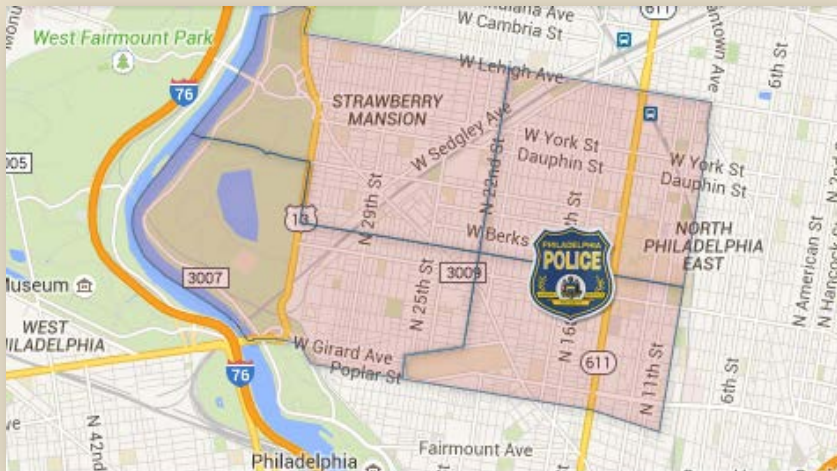 Indiana Ave
W Cambria St
611
West Fairmount Park
76
W Lehigh Ave
6th St
STRAWBERRY
MANSION
W Sedgley Ave
W York St
Dauphin St
W York St
Dauphin St
N 22nd St
N 29th St
13
W Berks
NORTH
PHILADELPHIA
EAST
PHILADELPHIA
POLICE
3007
3009
Museum
N 25th St
N American St
N Hancock St
WEST
PHILADELPHIA
W Girard Ave
Poplar St
N 16th
611
N 11th St
6th St
76
N 42nd
Fairmount Ave
Philadelphia